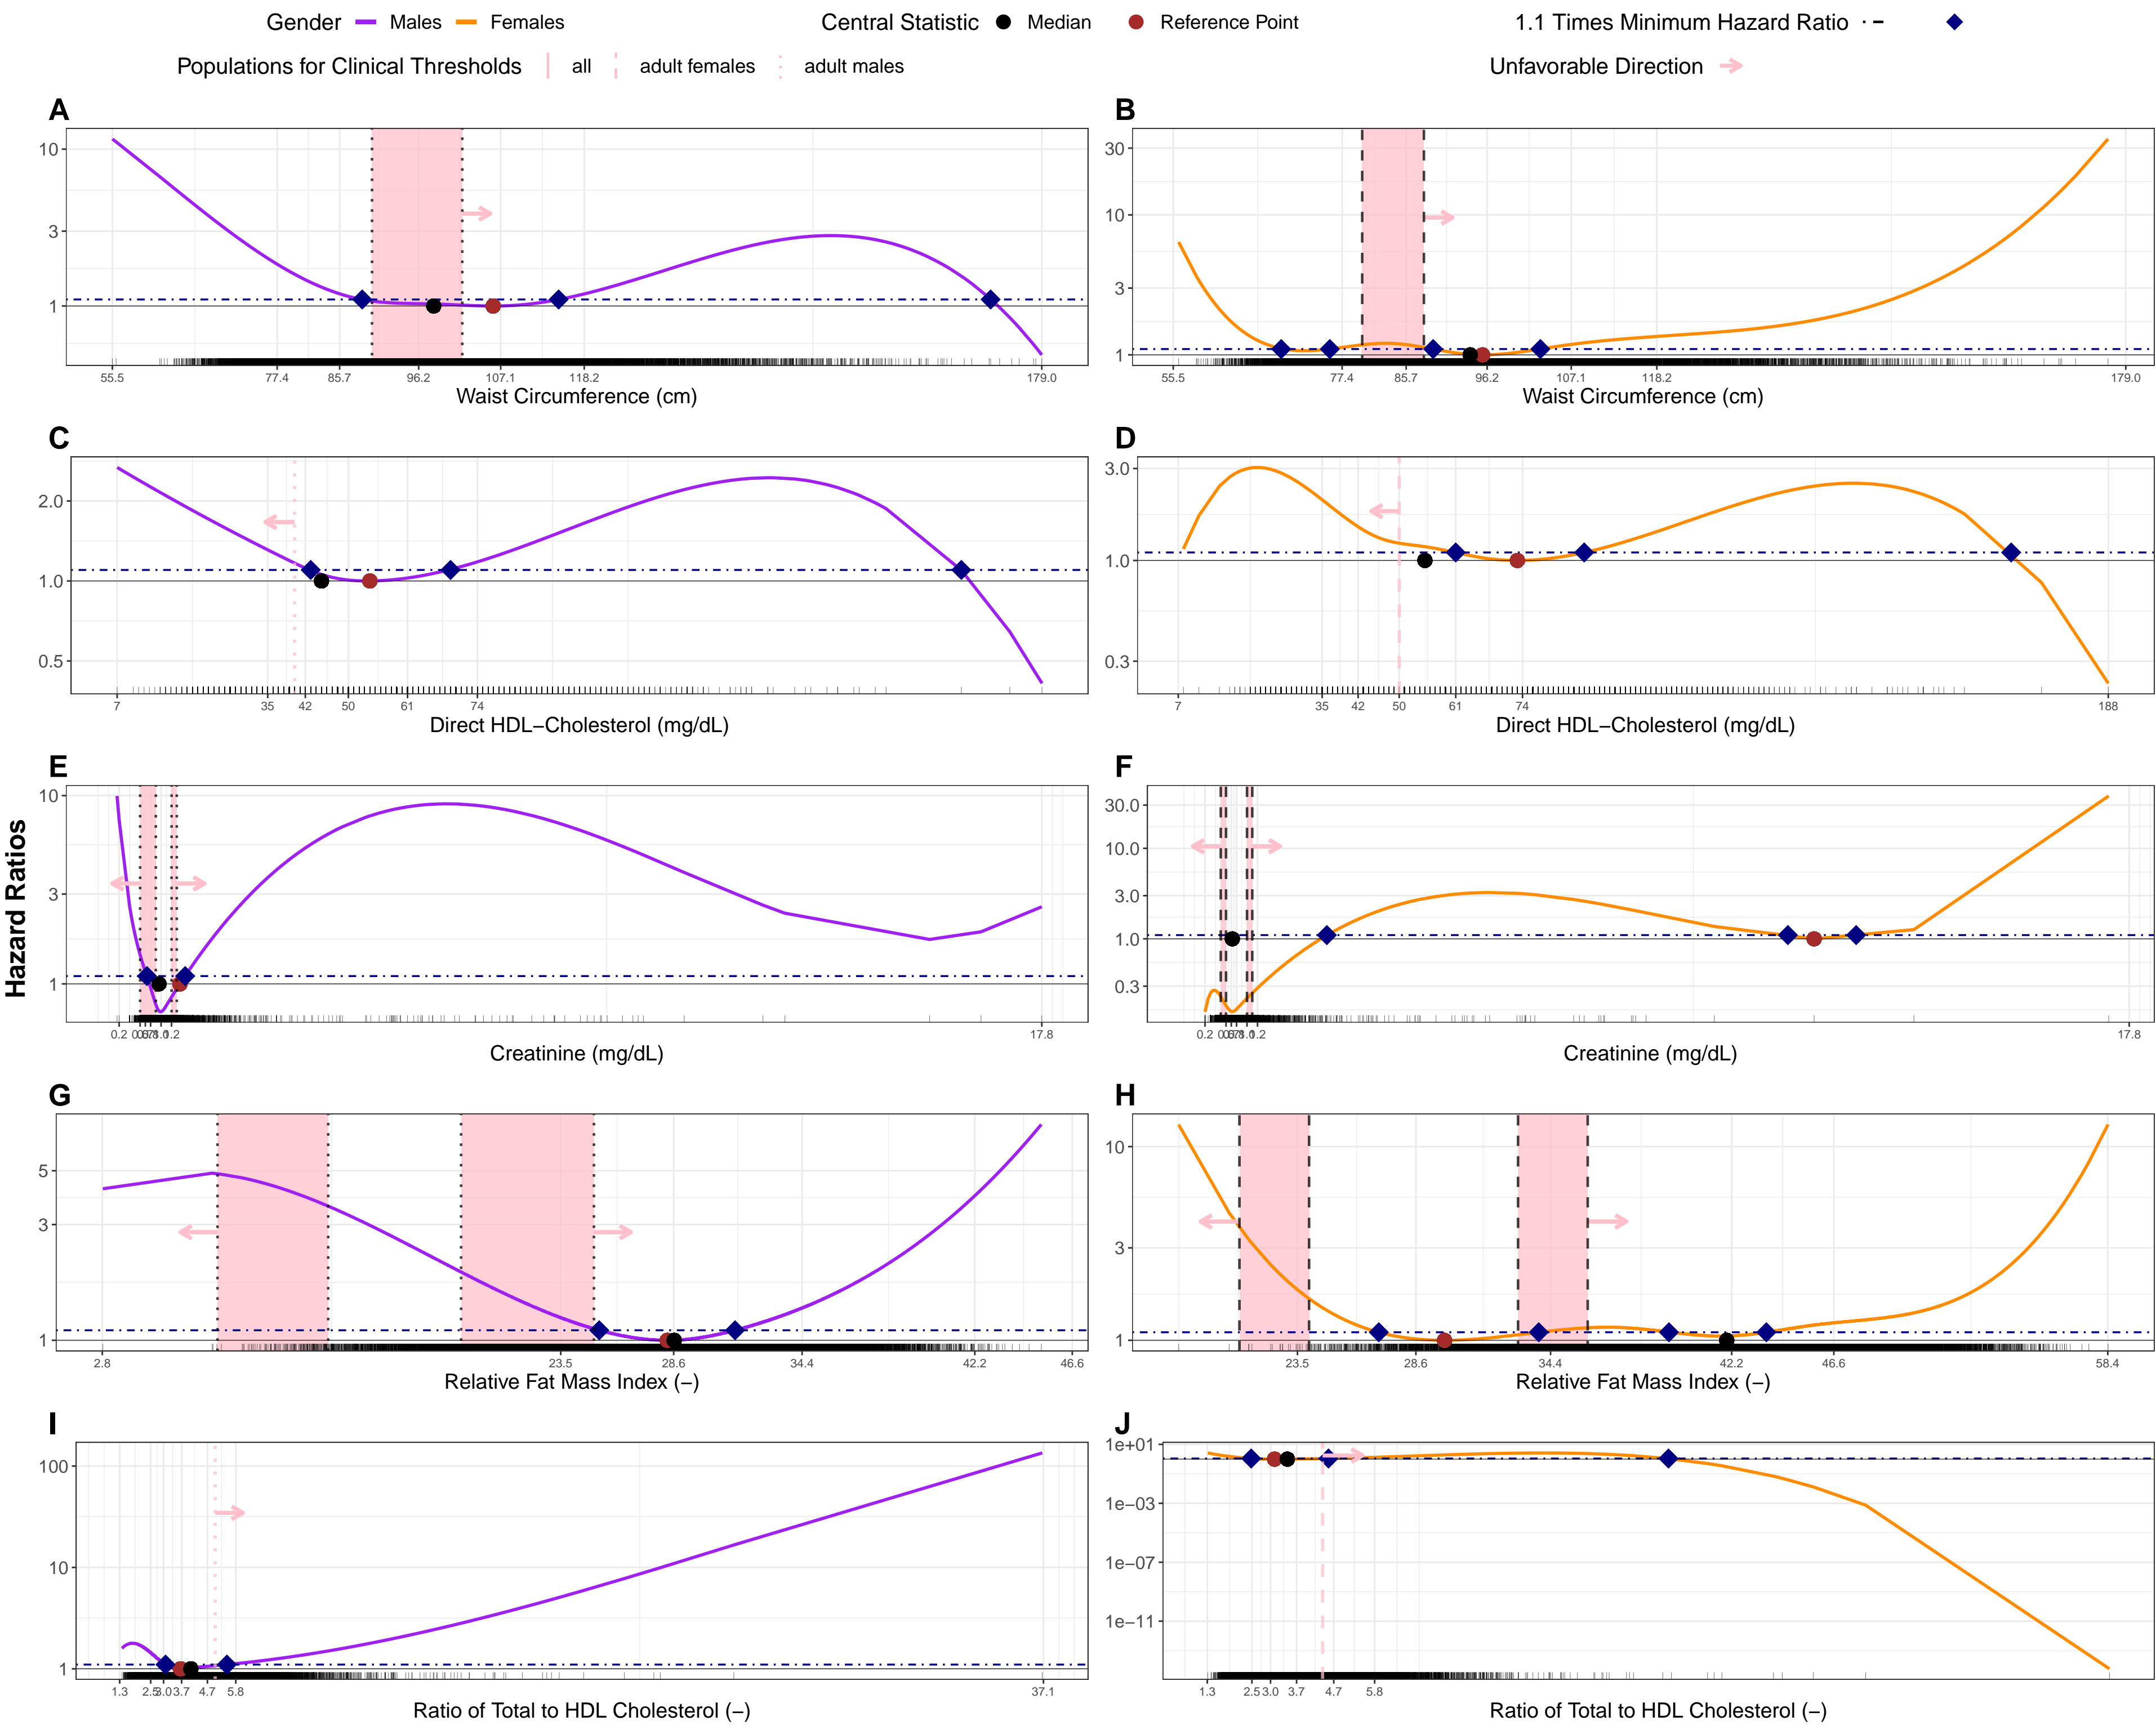 Gender Males Females Central Statistic Median Reference Point 1.1 Times Minimum Hazard Ratio
Populations for Clinical Thresholds all adult females adult males Unfavorable Direction
Hazard Ratios
A
10
3
1
55.5 77.4 85.7 96.2 107.1 118.2 179.0
Waist Circumference (cm)
B
30
10
3
1
55.5 77.4 85.7 96.2 107.1 118.2 179.0
Waist Circumference (cm)
C
2.0
1.0
0.5
7 35 42 50 61 74
Direct HDL−Cholesterol (mg/dL)
D
3.0
1.0
0.3
7 35 42 50 61 74 188
Direct HDL−Cholesterol (mg/dL)
E
10
3
1
0.2 1.2 17.8
Creatinine (mg/dL)
F
30.0
10.0
3.0
1.0
0.3
0.2 1.2 17.8
Creatinine (mg/dL)
G
5
3
1
2.8 23.5 28.6 34.4 42.2 46.6
Relative Fat Mass Index (−)
H
10
3
1
23.5 28.6 34.4 42.2 46.6 58.4
Relative Fat Mass Index (−)
I
100
10
1
1.3 2.5 3.0 3.7 4.7 5.8 37.1
Ratio of Total to HDL Cholesterol (−)
J
1e+01
1e−03
1e−07
1e−11
1.3 2.5 3.0 3.7 4.7 5.8
Ratio of Total to HDL Cholesterol (−)